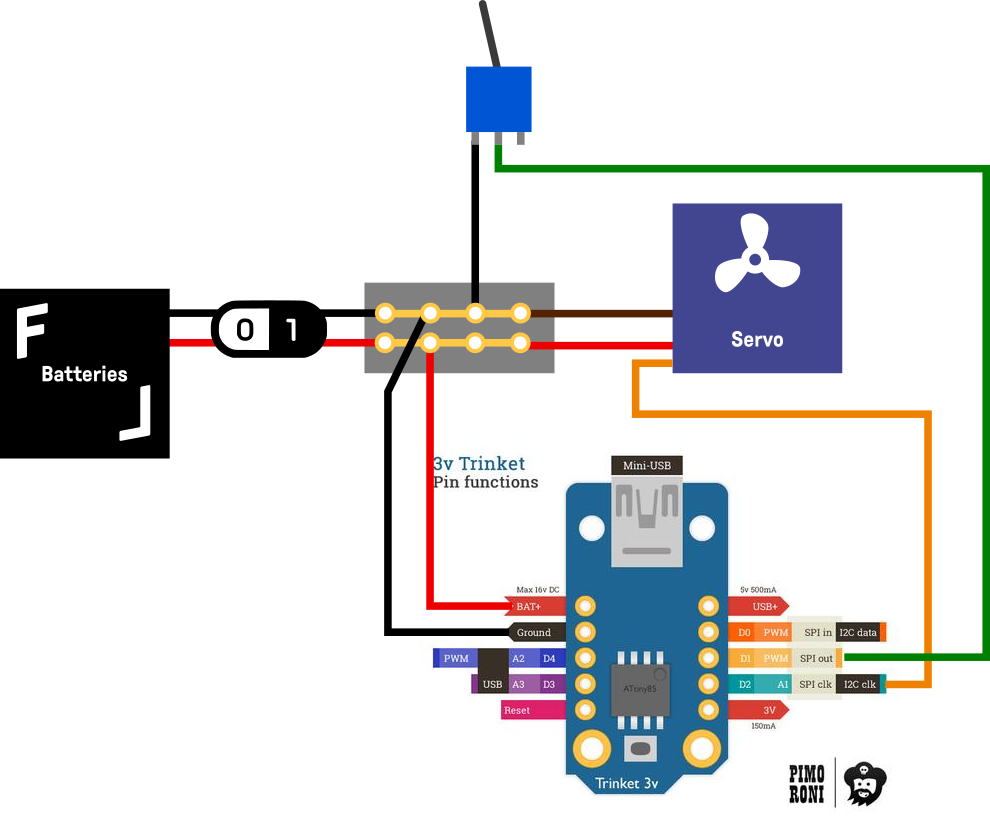 0 1
Batteries
Servo
3v Trinket
Pin functions
Mini-USB
Max 16v DC
5v 500mA
BAT+
USB+
Ground
D0 PWM SPI in I2C data
PWM A2 D4
D1 PWM SPI out
USB A3 D3
D2 A1 SPI clk I2C clk
ATtiny85
Reset
3V
150mA
Trinket 3v
PIMO
RONI